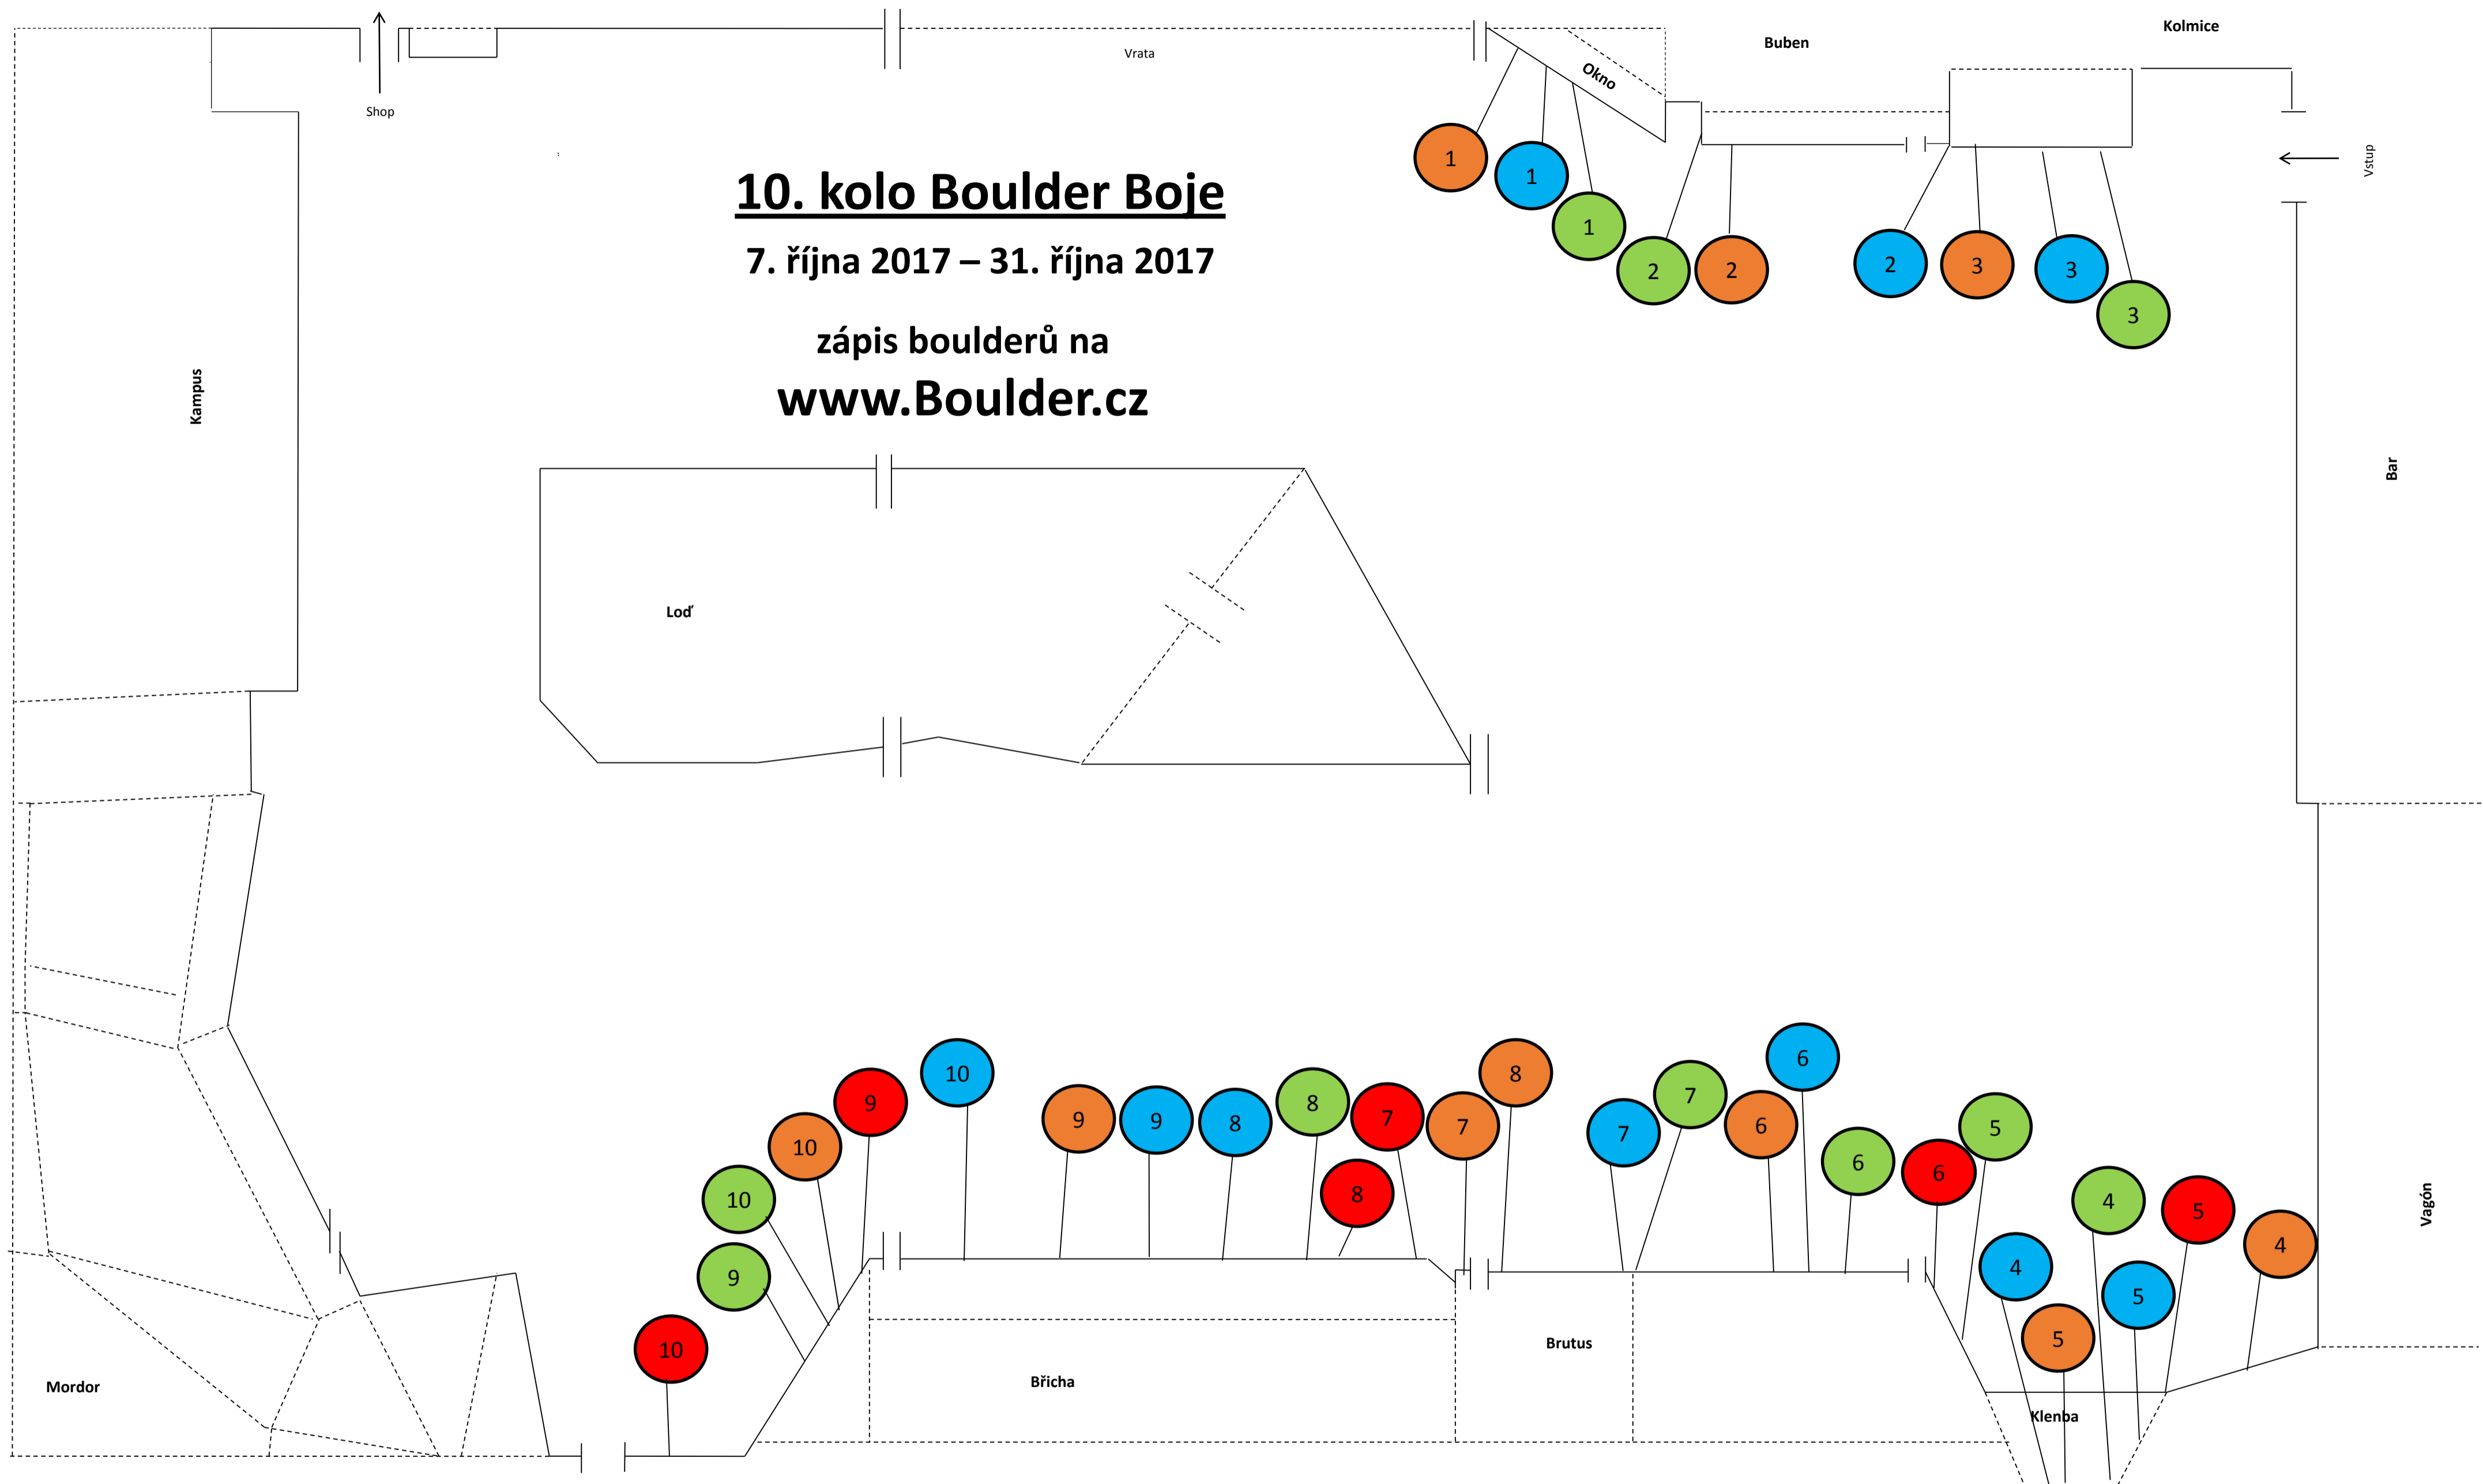 Kolmice
Buben
Vrata
Okno
Shop
Vstup
10. kolo Boulder Boje
7. října 2017 – 31. října 2017
zápis boulderů na
www.Boulder.cz
1
1
1
2
2
2
3
3
3
Kampus
Bar
Loď
10
9
10
10
9
10
9
9
8
8
7
8
7
8
7
7
6
6
6
6
5
4
5
4
5
5
4
Vagón
Mordor
Břicha
Brutus
Klenba